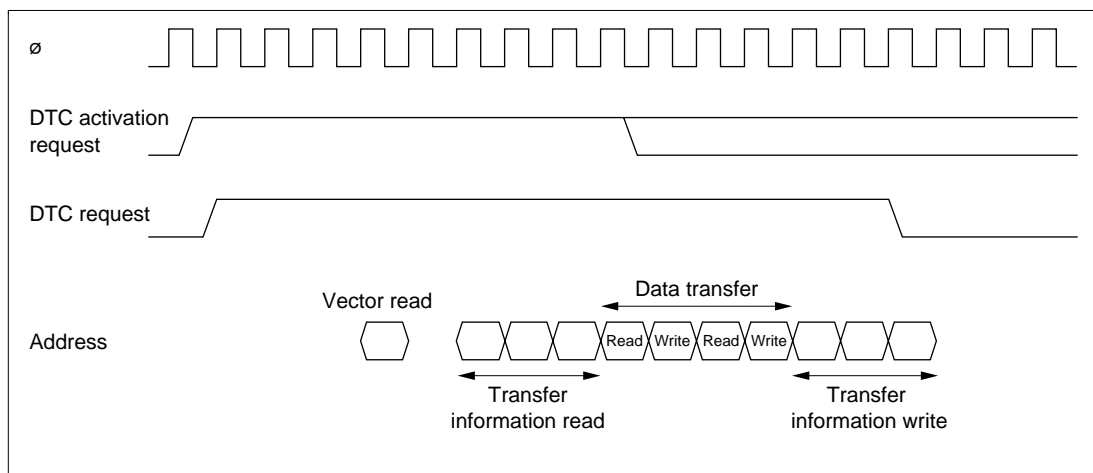 ø
DTC activation
request
DTC request
Data transfer
Vector read
Address
Read Write Read Write
Transfer
information read
Transfer
information write